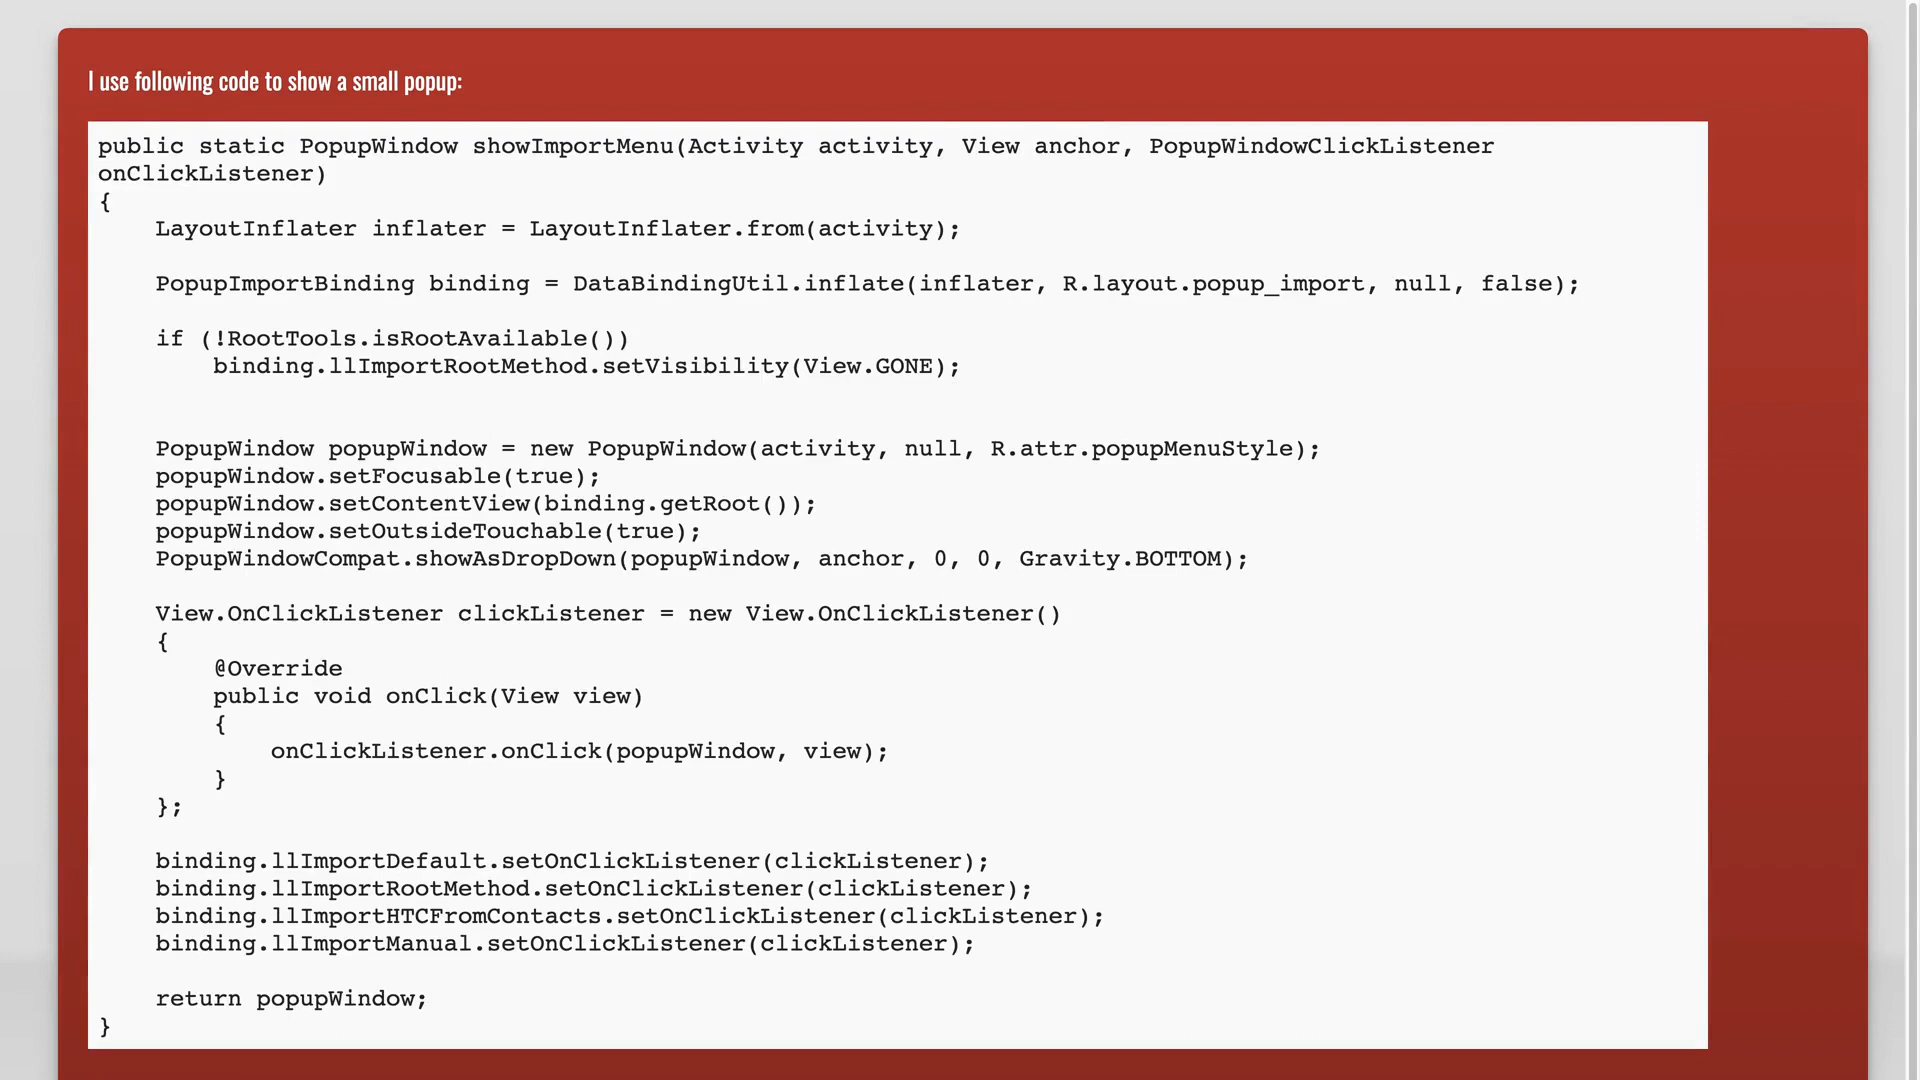 I use following code to show a small popup:
public static PopupWindow showImportMenu(Activity activity, View anchor, PopupWindowClickListener
onClickListener)
{
    LayoutInflater inflater = LayoutInflater.from(activity);

    PopupImportBinding binding = DataBindingUtil.inflate(inflater, R.layout.popup_import, null, false);

    if (!RootTools.isRootAvailable())
        binding.llImportRootMethod.setVisibility(View.GONE);


    PopupWindow popupWindow = new PopupWindow(activity, null, R.attr.popupMenuStyle);
    popupWindow.setFocusable(true);
    popupWindow.setContentView(binding.getRoot());
    popupWindow.setOutsideTouchable(true);
    PopupWindowCompat.showAsDropDown(popupWindow, anchor, 0, 0, Gravity.BOTTOM);

    View.OnClickListener clickListener = new View.OnClickListener()
    {
        @Override
        public void onClick(View view)
        {
            onClickListener.onClick(popupWindow, view);
        }
    };

    binding.llImportDefault.setOnClickListener(clickListener);
    binding.llImportRootMethod.setOnClickListener(clickListener);
    binding.llImportHTCFromContacts.setOnClickListener(clickListener);
    binding.llImportManual.setOnClickListener(clickListener);

    return popupWindow;
}